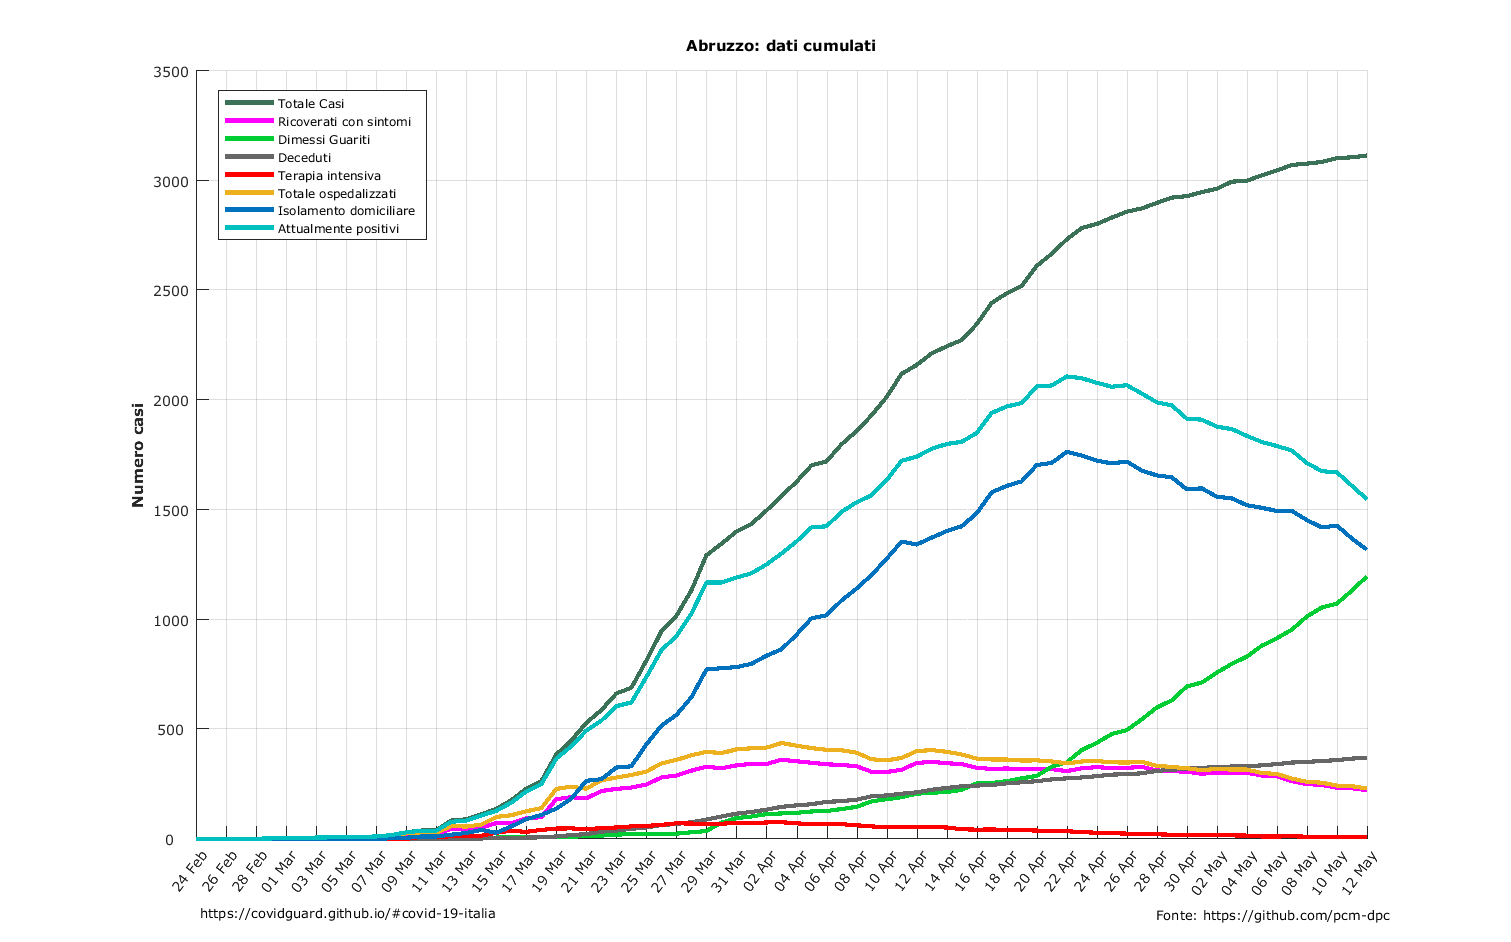 Abruzzo: dati cumulati
3500
3000
2500
2000
1500
1000
500
0
Numero casi
Totale Casi
Ricoverati con sintomi
Dimessi Guariti
Deceduti
Terapia intensiva
Totale ospedalizzati
Isolamento domiciliare
Attualmente positivi
24 Feb
26 Feb
28 Feb
01 Mar
03 Mar
05 Mar
07 Mar
09 Mar
11 Mar
13 Mar
15 Mar
17 Mar
19 Mar
21 Mar
23 Mar
25 Mar
27 Mar
29 Mar
31 Mar
02 Apr
04 Apr
06 Apr
08 Apr
10 Apr
12 Apr
14 Apr
16 Apr
18 Apr
20 Apr
22 Apr
24 Apr
26 Apr
28 Apr
30 Apr
02 May
04 May
06 May
08 May
10 May
12 May
https://covidguard.github.io/#covid-19-italia
Fonte: https://github.com/pcm-dpc